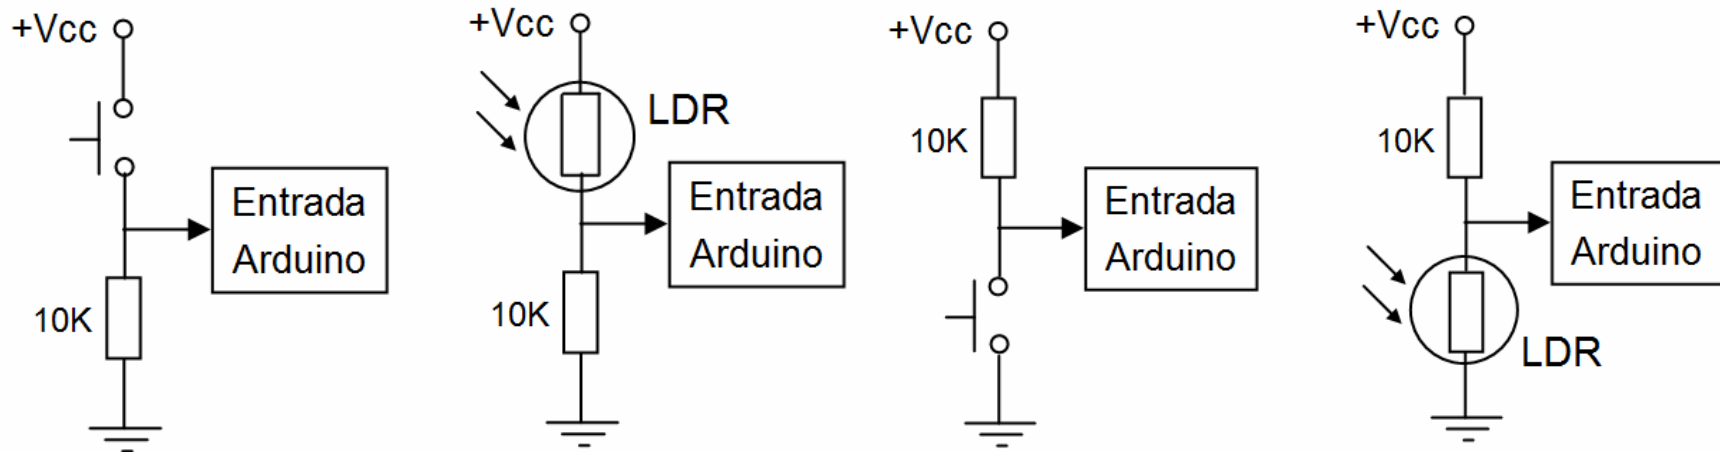 +Vcc
10K
Entrada
Arduino
+Vcc
LDR
10K
Entrada
Arduino
+Vcc
10K
Entrada
Arduino
+Vcc
10K
Entrada
Arduino
LDR